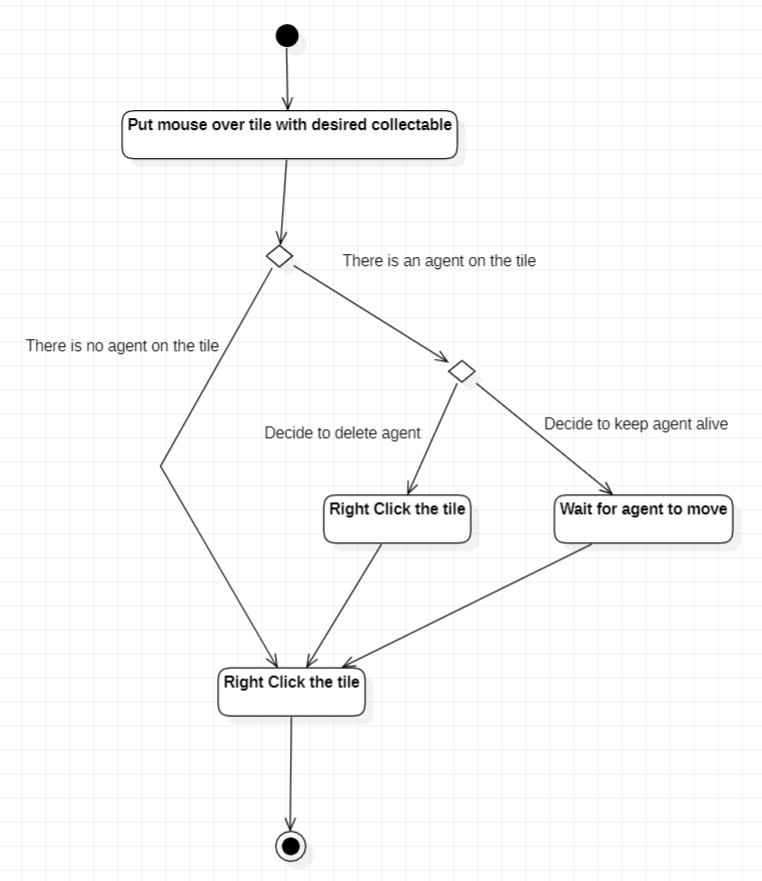 Put mouse over tile with desired collectable
There is an agent on the tile
There is no agent on the tile
Decide to delete agent
Decide to keep agent alive
Right Click the tile
Wait for agent to move
Right Click the tile